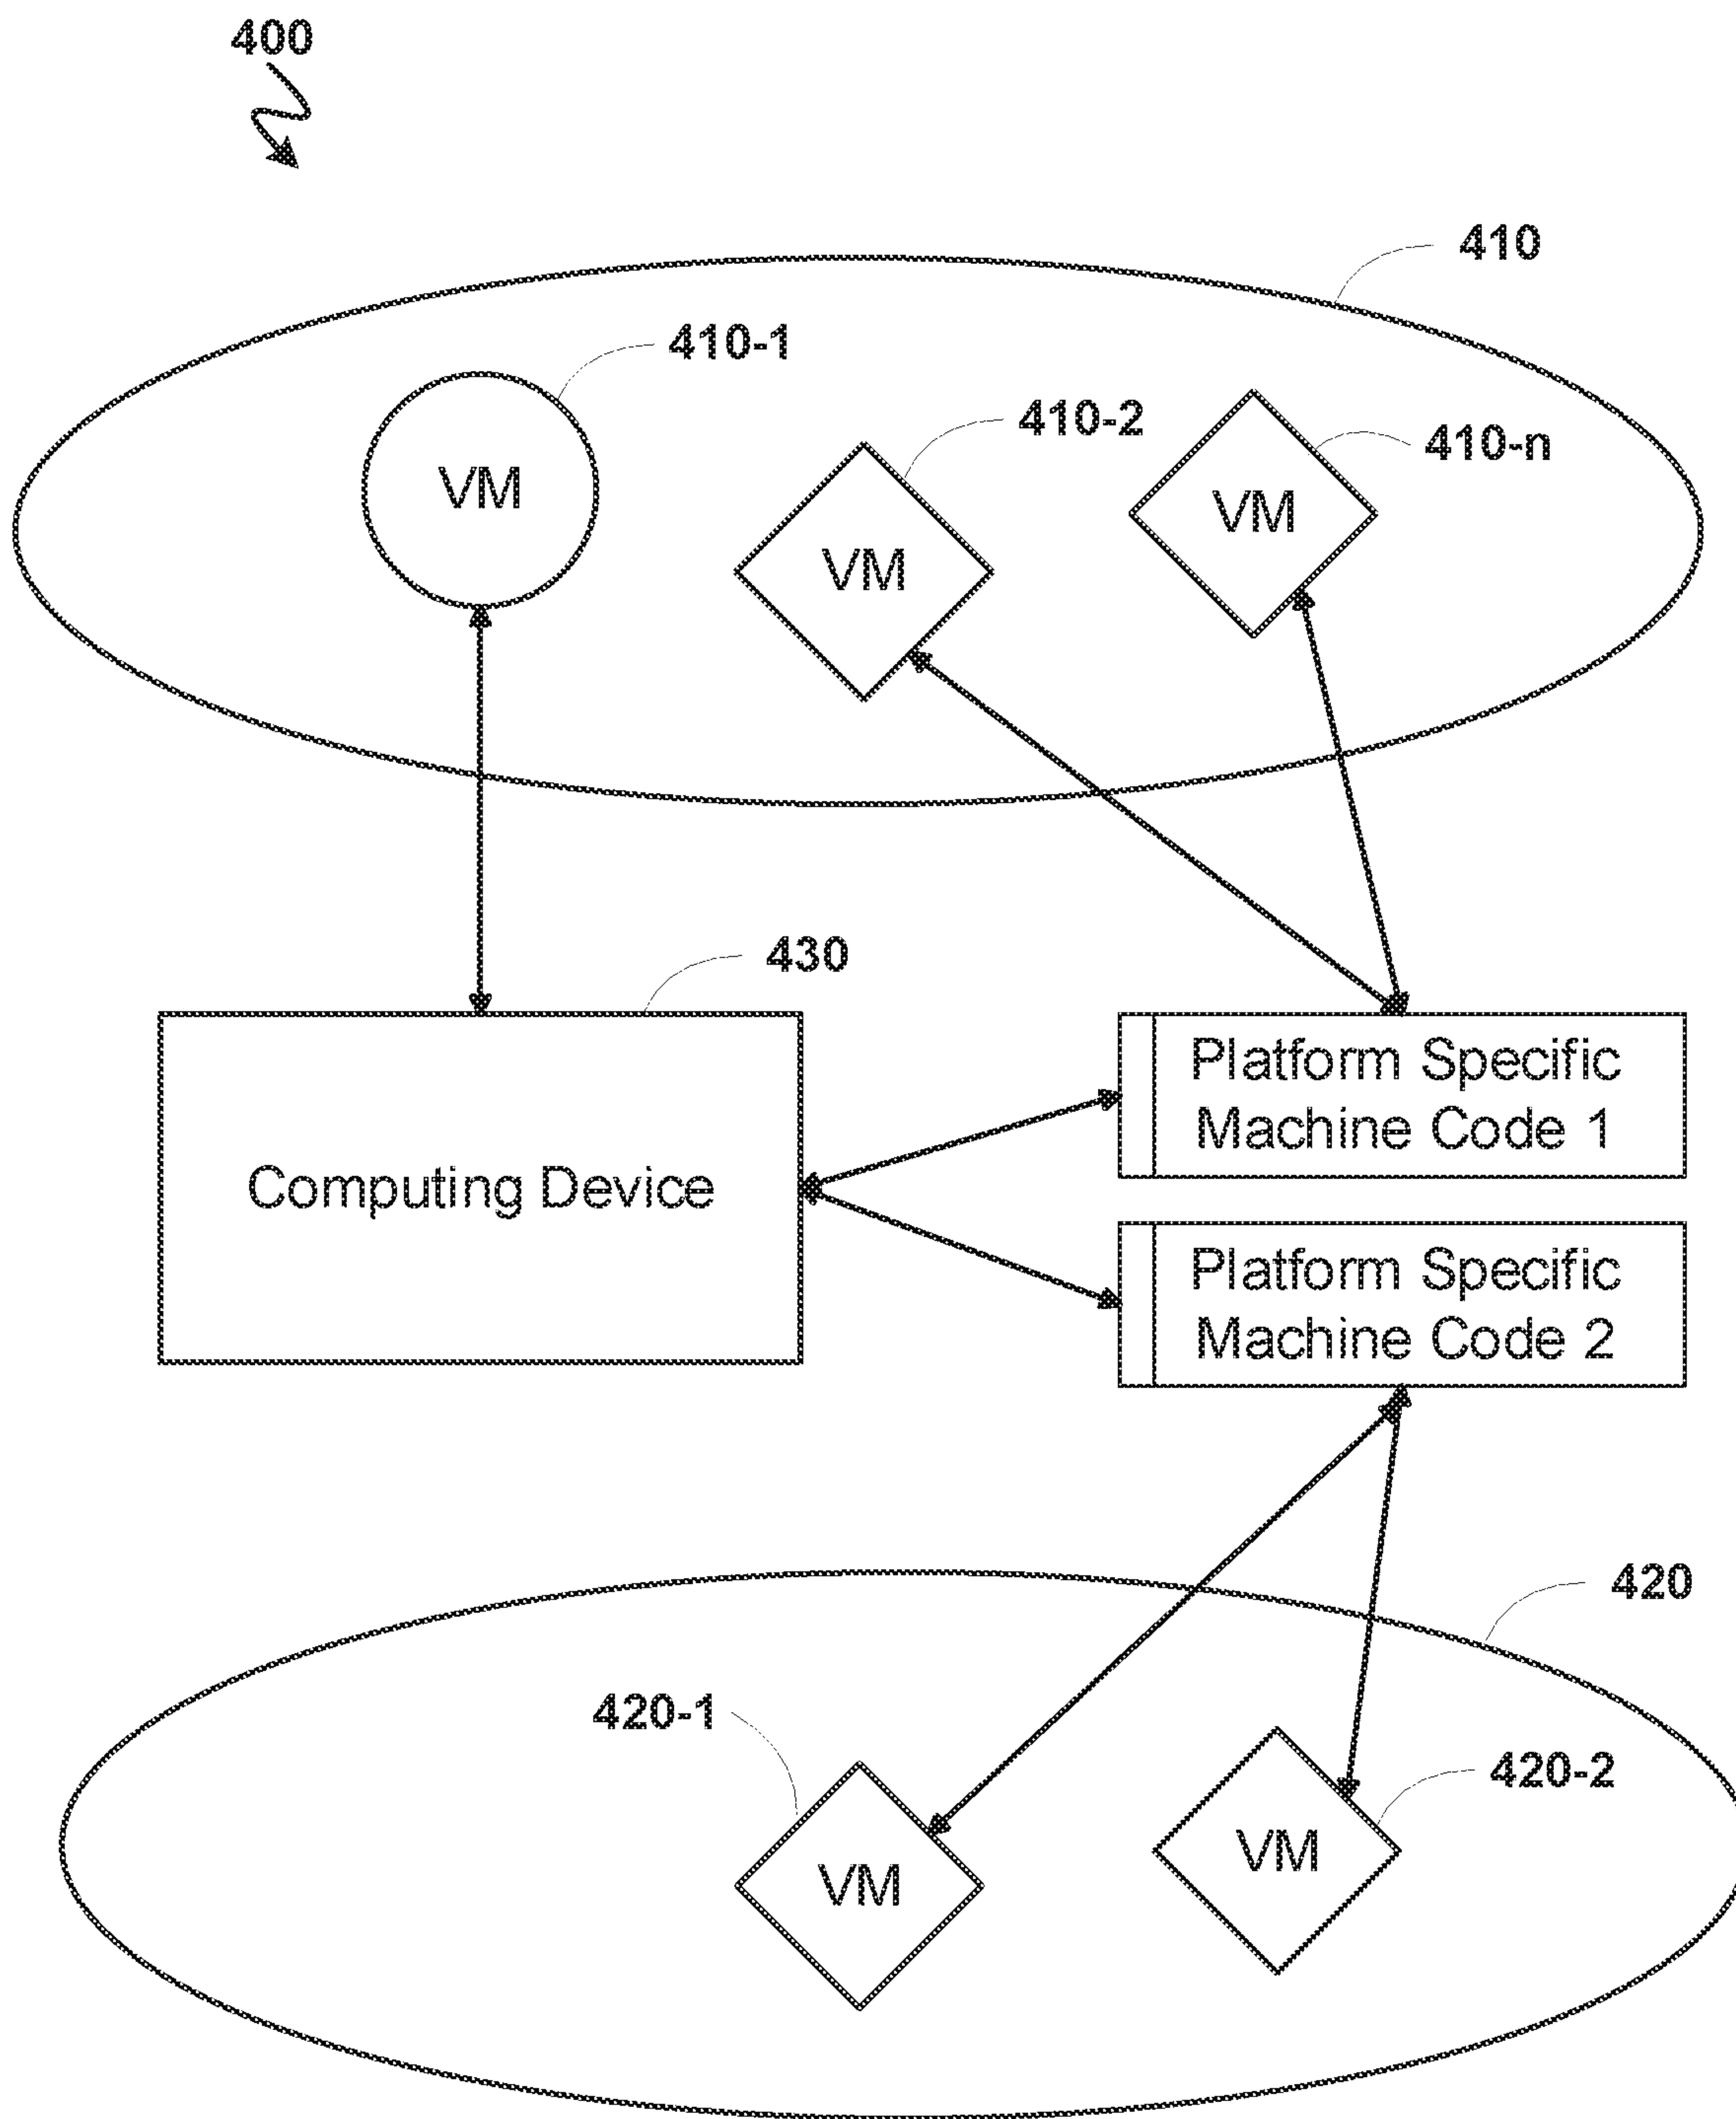 400
410
410-1
410-2
410-n
VM
VM
VM
430
Computing Device
Platform Specific
Machine Code 1
Platform Specific
Machine Code 2
420
420-1
420-2
VM
VM